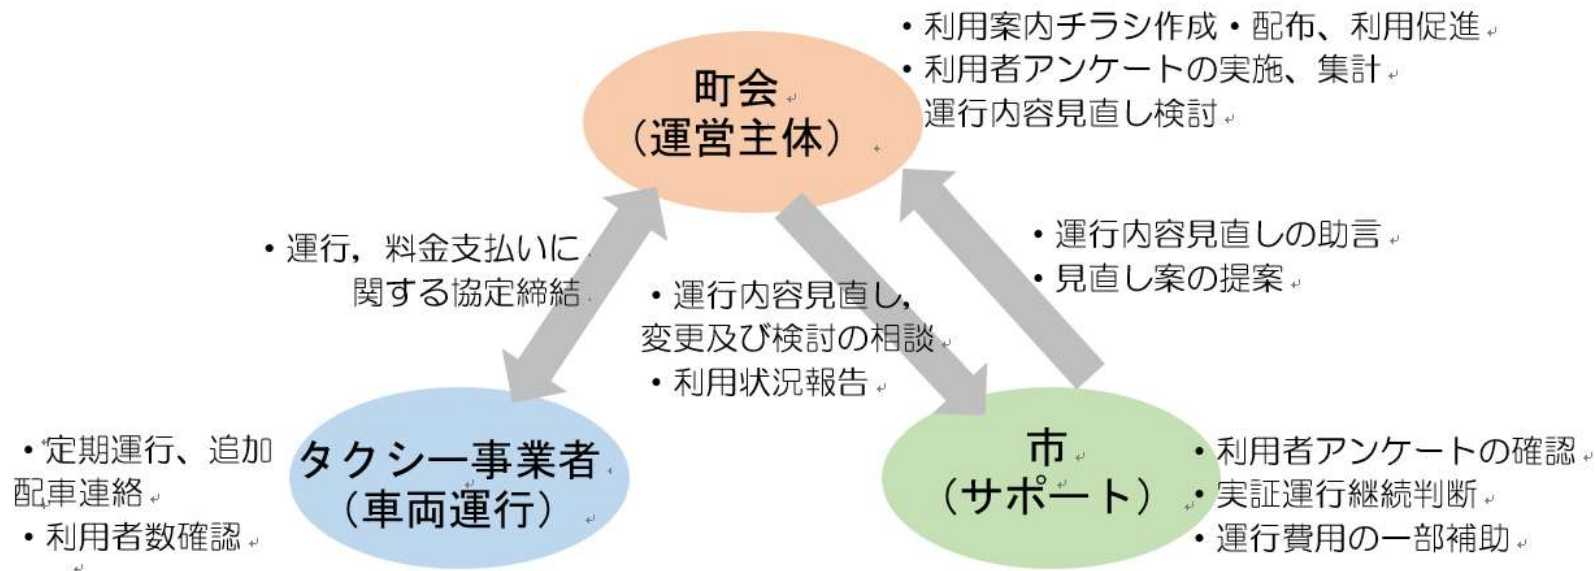 ・利用案内チラシ作成・配布、利用促進
・利用者アンケートの実施、集計
運行内容見直し検討
町会
（運営主体）
・運行，料金支払いに
関する協定締結
・運行内容見直し，
変更及び検討の相談
・利用状況報告
・運行内容見直しの助言
・見直し案の提案
・定期運行、追加
配車連絡
・利用者数確認
タクシー事業者
（車両運行）
市
（サポート）
・利用者アンケートの確認
・実証運行継続判断
・運行費用の一部補助